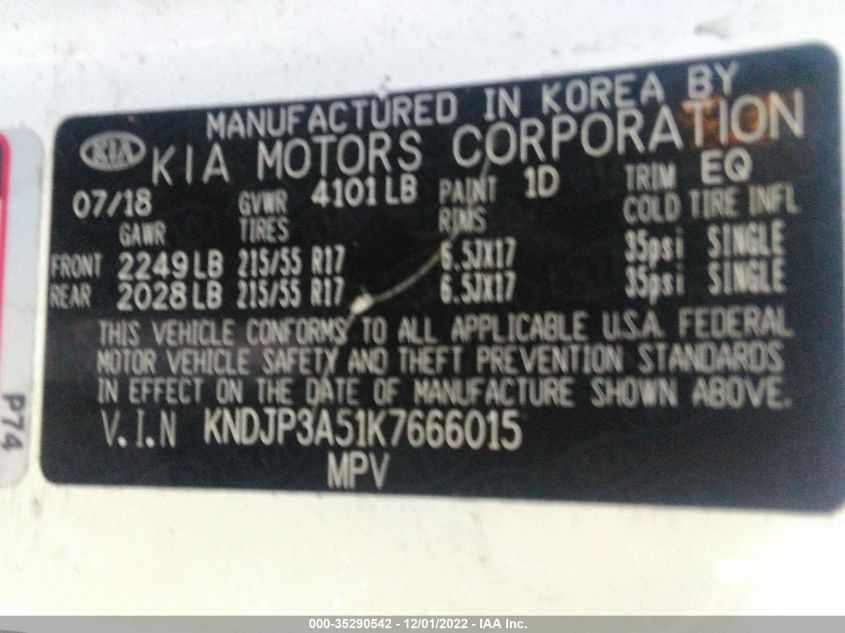 MANUFACTURED IN KOREA BY
KIA KIA MOTORS CORPORATION
07/18 GVWR 4101 LB PAINT 1D TRIM EQ
GAWR TIRES RIMS COLD TIRE INFL
FRONT 2249 LB 215/55 R17 6.5JX17 35psi SINGLE
REAR 2028 LB 215/55 R17 6.5JX17 35psi SINGLE
THIS VEHICLE CONFORMS TO ALL APPLICABLE U.S.A. FEDERAL
MOTOR VEHICLE SAFETY AND THEFT PREVENTION STANDARDS
IN EFFECT ON THE DATE OF MANUFACTURE SHOWN ABOVE.
V.I.N KNDJP3A51K7666015
MPV
P74
000-35290542 - 12/01/2022 - IAA Inc.